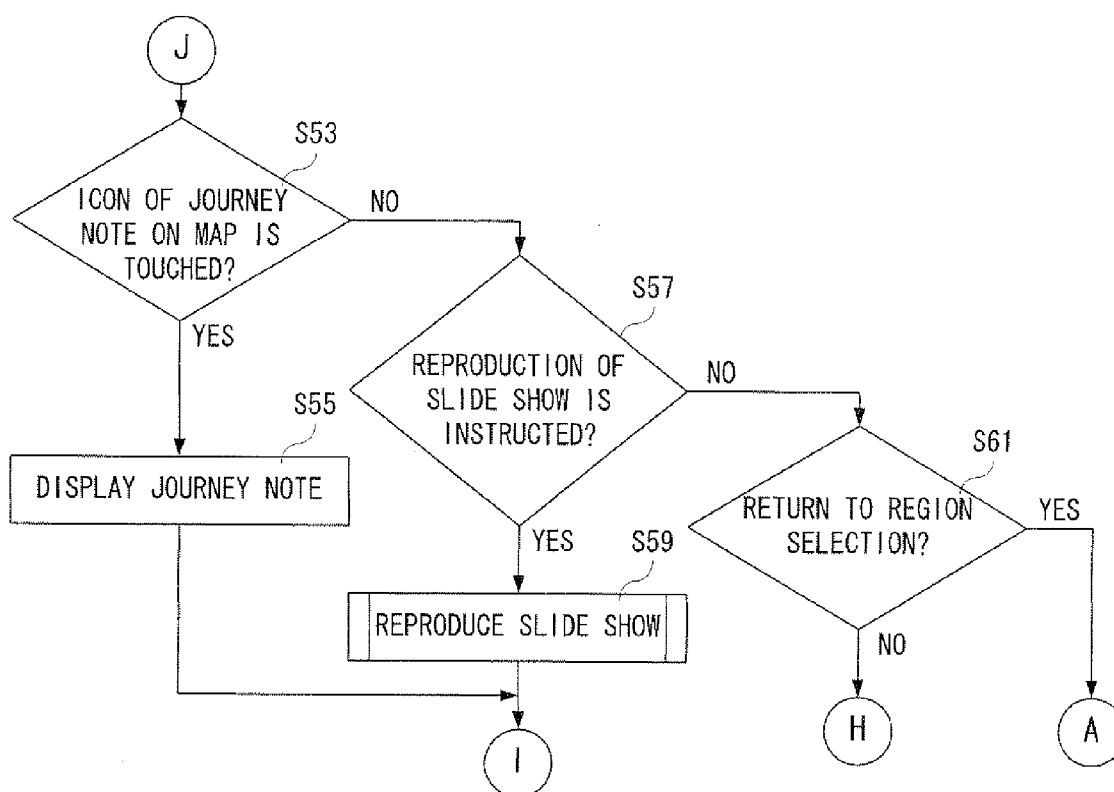 J
S53
ICON OF JOURNEY
NOTE ON MAP IS
TOUCHED?
NO
YES
S57
REPRODUCTION OF
SLIDE SHOW IS
INSTRUCTED?
NO
YES
S55
DISPLAY JOURNEY NOTE
S61
RETURN TO REGION
SELECTION?
YES
NO
S59
REPRODUCE SLIDE SHOW
I
H
A